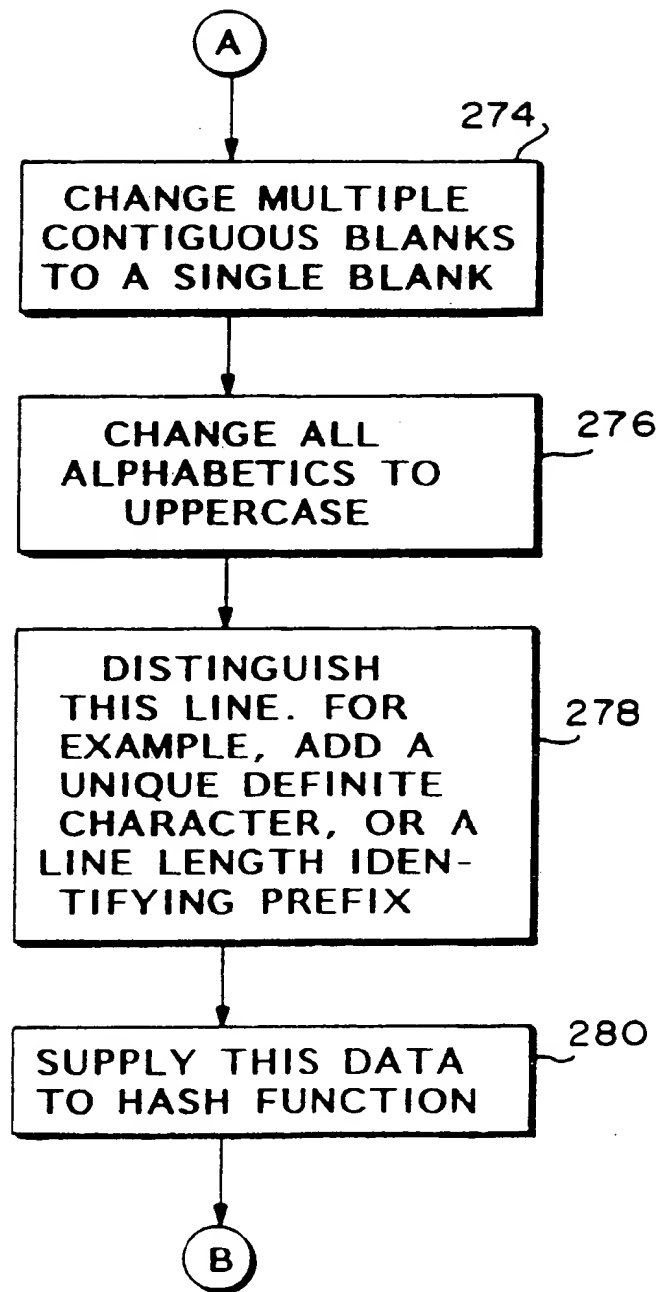 A
274
CHANGE MULTIPLE
CONTIGUOUS BLANKS
TO A SINGLE BLANK
276
CHANGE ALL
ALPHABETICS TO
UPPERCASE
278
DISTINGUISH
THIS LINE. FOR
EXAMPLE, ADD A
UNIQUE DEFINITE
CHARACTER, OR A
LINE LENGTH IDEN-
TIFYING PREFIX
280
SUPPLY THIS DATA
TO HASH FUNCTION
B